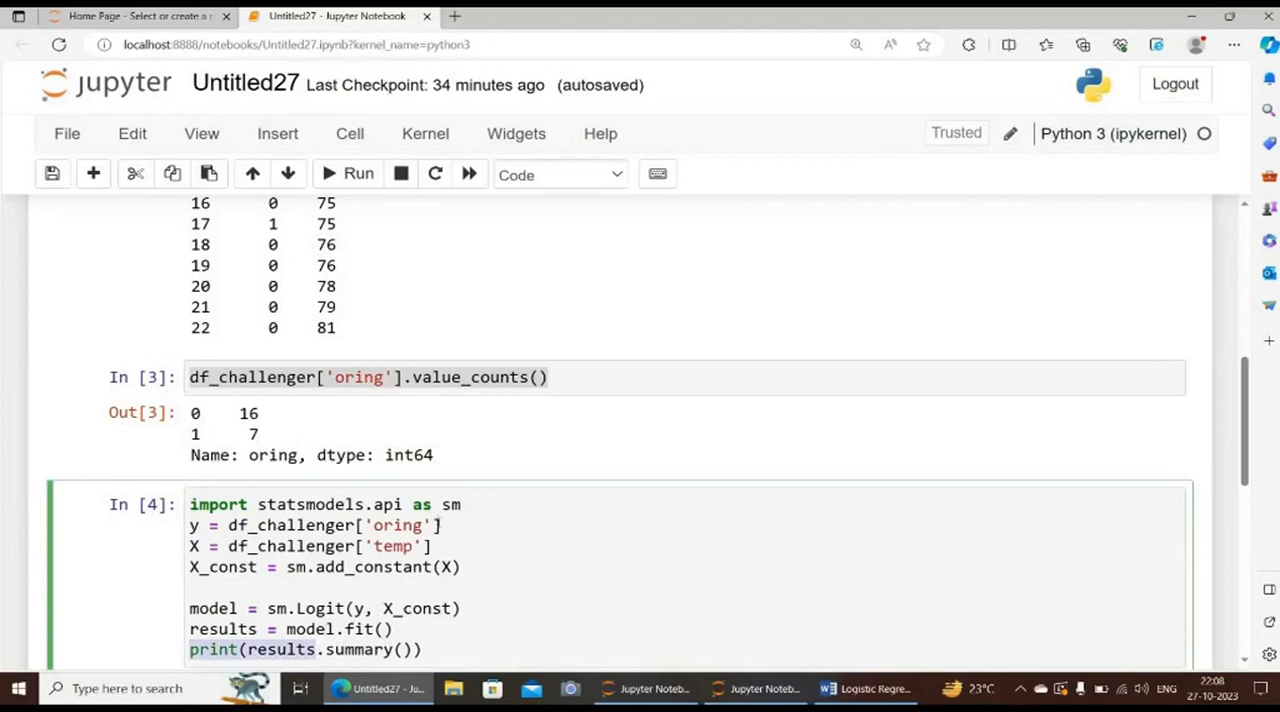 Home Page - Select or create a n
Untitled27 - Jupyter Notebook
localhost:8888/notebooks/Untitled27.ipynb?kernel_name=python3
jupyter Untitled27 Last Checkpoint: 34 minutes ago (autosaved)
Logout
File Edit View Insert Cell Kernel Widgets Help
Trusted Python 3 (ipykernel)
Run Code
16 0 75
17 1 75
18 0 76
19 0 76
20 0 78
21 0 79
22 0 81
In [3]: df_challenger['oring'].value_counts()
Out[3]: 0 16
1 7
Name: oring, dtype: int64
In [4]: import statsmodels.api as sm
y = df_challenger['oring']
X = df_challenger['temp']
X_const = sm.add_constant(X)
model = sm.Logit(y, X_const)
results = model.fit()
print(results.summary())
Type here to search
Untitled27 - Ju...
Jupyter Noteb...
Jupyter Noteb...
Logistic Regre...
23°C
ENG
22:08
27-10-2023